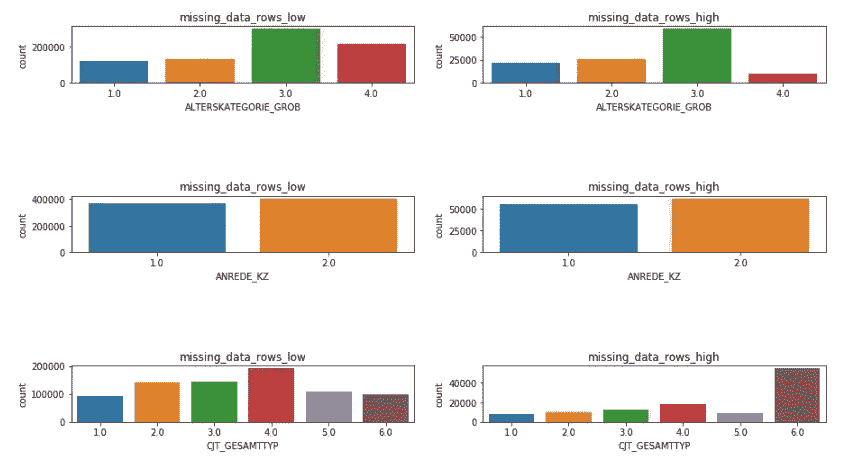 missing_data_rows_low
missing_data_rows_high
count
200000
0
1.0 2.0 3.0 4.0
ALTERSKATEGORIE_GROB
count
50000
25000
0
1.0 2.0 3.0 4.0
ALTERSKATEGORIE_GROB
missing_data_rows_low
missing_data_rows_high
count
400000
200000
0
1.0 2.0
ANREDE_KZ
count
50000
25000
0
1.0 2.0
ANREDE_KZ
missing_data_rows_low
missing_data_rows_high
count
200000
100000
0
1.0 2.0 3.0 4.0 5.0 6.0
CJT_GESAMTTYP
count
40000
20000
0
1.0 2.0 3.0 4.0 5.0 6.0
CJT_GESAMTTYP